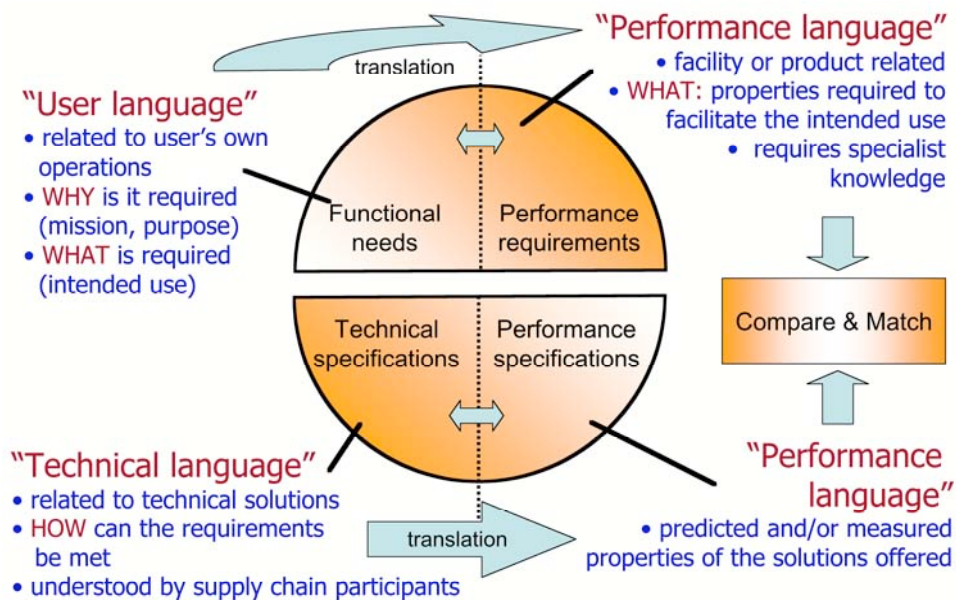 "Performance language"
• facility or product related
• WHAT: properties required to
facilitate the intended use
• requires specialist
knowledge
translation
"User language"
• related to user's own
operations
• WHY is it required
(mission, purpose)
• WHAT is required
(intended use)
Functional
needs
Performance
requirements
Technical
specifications
Performance
specifications
Compare & Match
"Technical language"
• related to technical solutions
• HOW can the requirements
be met
• understood by supply chain participants
translation
"Performance
language"
• predicted and/or measured
properties of the solutions offered